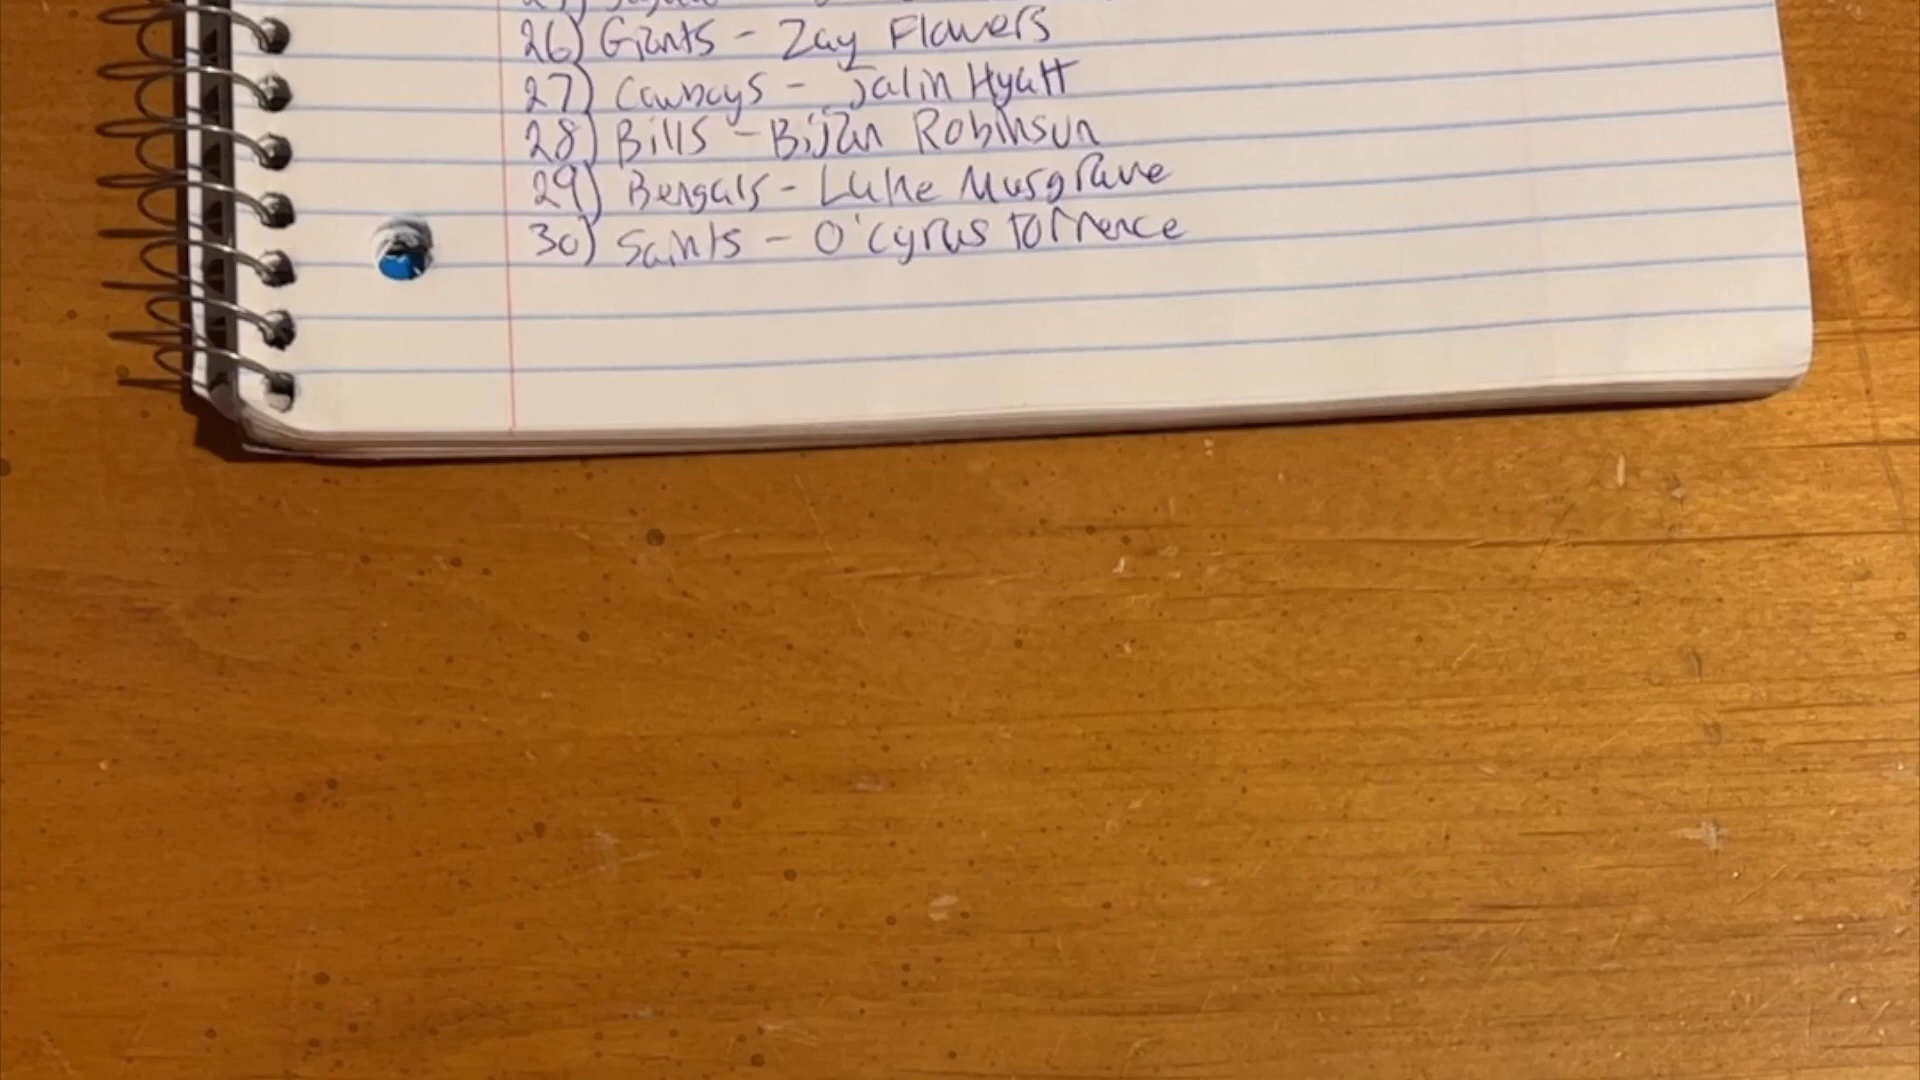 26) Giants - Zay Flowers
27) Cowboys - Jalin Hyatt
28) Bills - Bijan Robinson
29) Bengals - Luke Musgrave
30) Saints - O'Cyrus Torrence